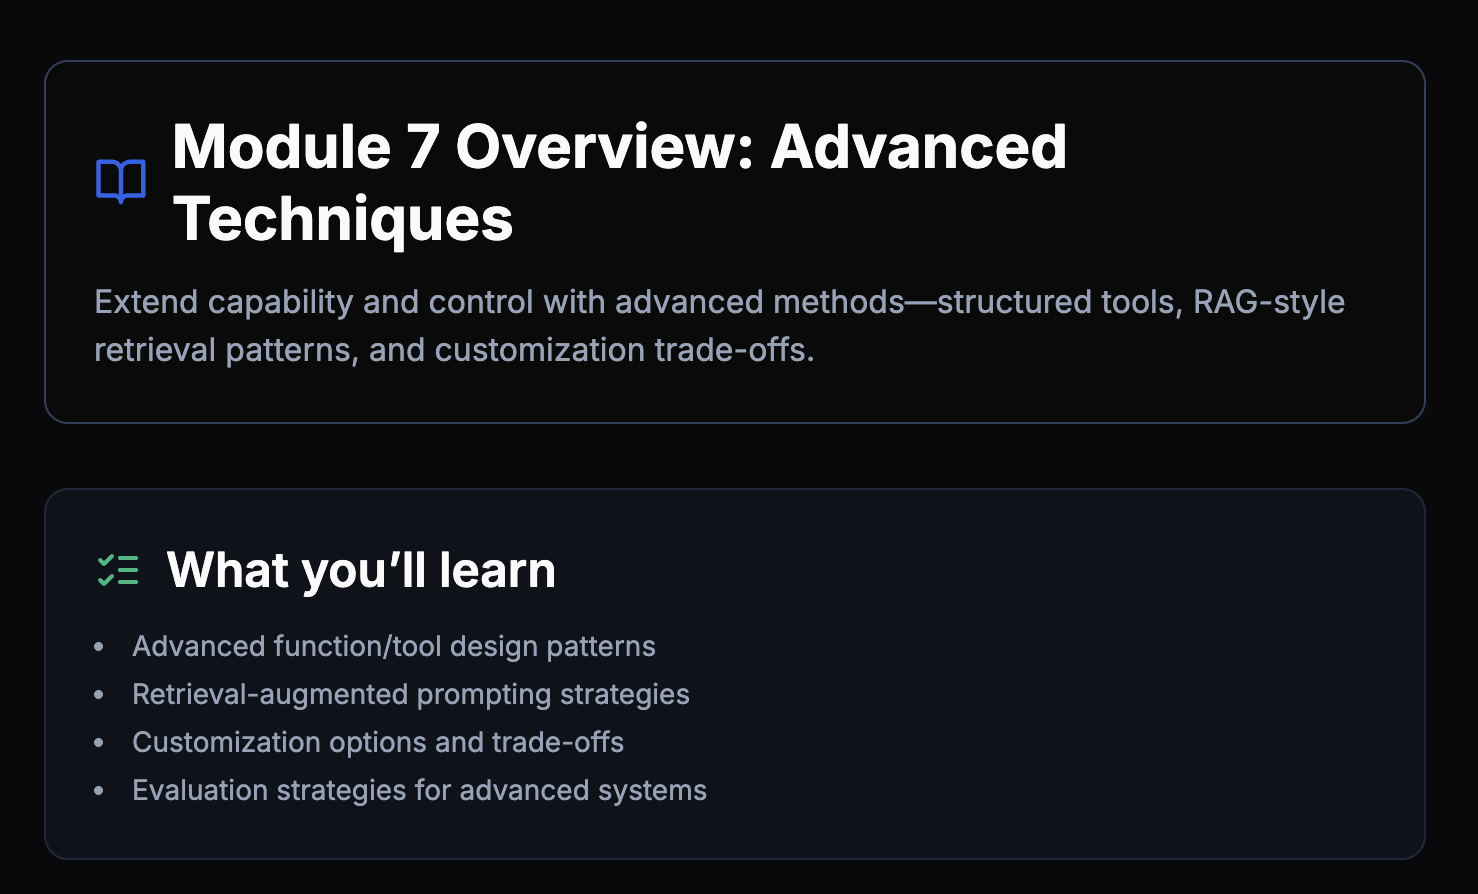 Module 7 Overview: Advanced
Techniques
Extend capability and control with advanced methods—structured tools, RAG-style
retrieval patterns, and customization trade-offs.
What you’ll learn
• Advanced function/tool design patterns
• Retrieval-augmented prompting strategies
• Customization options and trade-offs
• Evaluation strategies for advanced systems